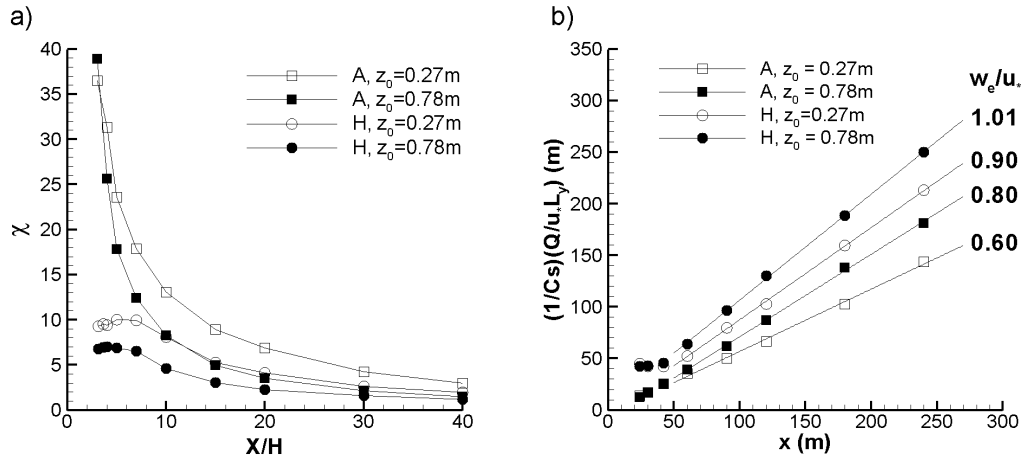 a)
40
35
30
25
20
15
10
5
0
χ
0
10
20
30
40
X/H
A, z₀=0.27m
A, z₀=0.78m
H, z₀=0.27m
H, z₀=0.78m
b)
350
300
250
200
150
100
50
0
(1/Cs)(Q/u*Ly) (m)
0
50
100
150
200
250
300
x (m)
A, z₀ = 0.27m
A, z₀ = 0.78m
H, z₀=0.27m
H, z₀ = 0.78m
wₑ/u*
1.01
0.90
0.80
0.60